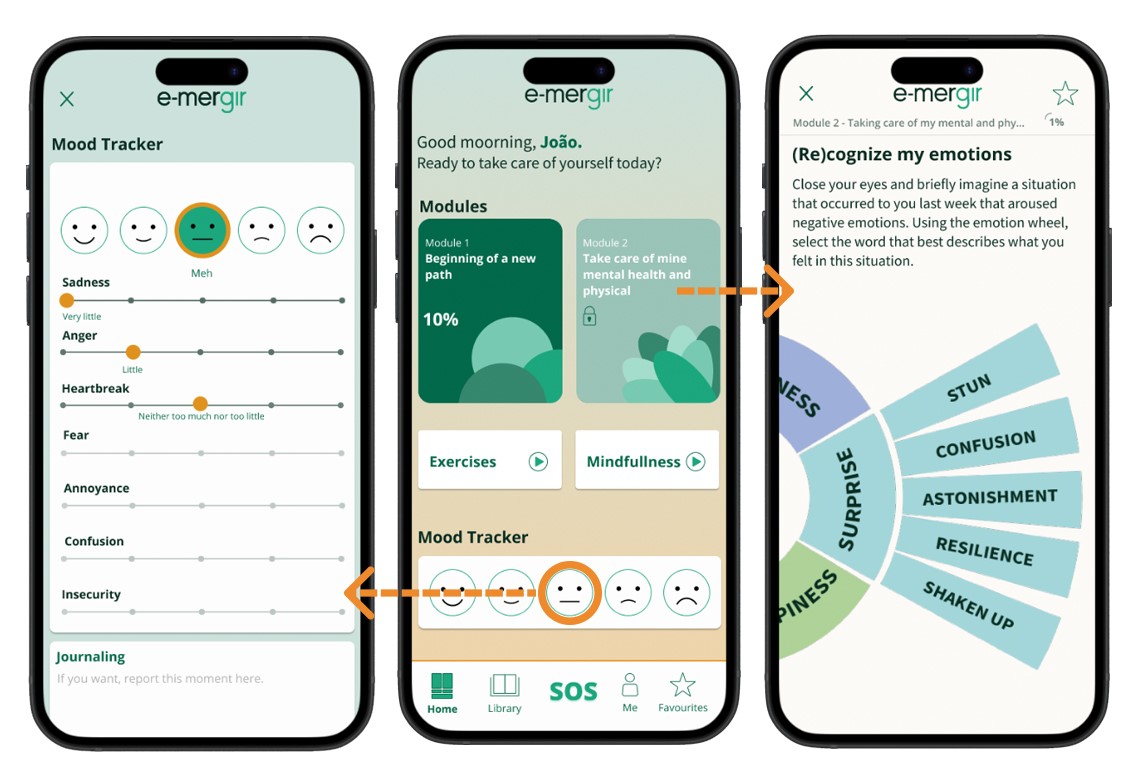 e-mergir
Mood Tracker
Meh
Sadness
Very little
Anger
Little
Heartbreak
Neither too much nor too little
Fear
Annoyance
Confusion
Insecurity
Journaling
If you want, report this moment here.
e-mergir
Good moorning, João.
Ready to take care of yourself today?
Modules
Module 1
Beginning of a new
path
10%
Module 2
Take care of mine
mental health and
physical
Exercises
Mindfullness
Mood Tracker
Home
Library
SOS
Me
Favourites
e-mergir
Module 2 - Taking care of my mental and phy...
1%
(Re)cognize my emotions
Close your eyes and briefly imagine a situation
that occurred to you last week that aroused
negative emotions. Using the emotion wheel,
select the word that best describes what you
felt in this situation.
NESS
SURPRISE
PINESS
STUN
CONFUSION
ASTONISHMENT
RESILIENCE
SHAKEN UP